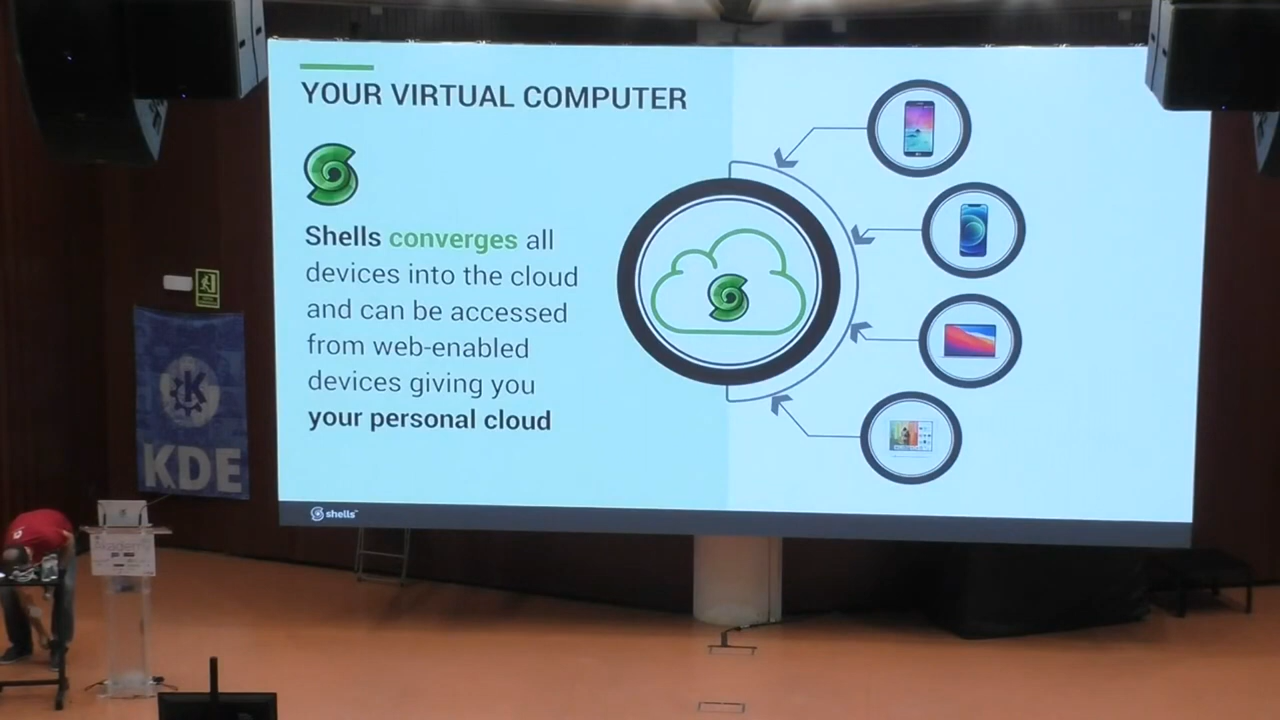 YOUR VIRTUAL COMPUTER
Shells converges all
devices into the cloud
and can be accessed
from web-enabled
devices giving you
your personal cloud
shells™
KDE